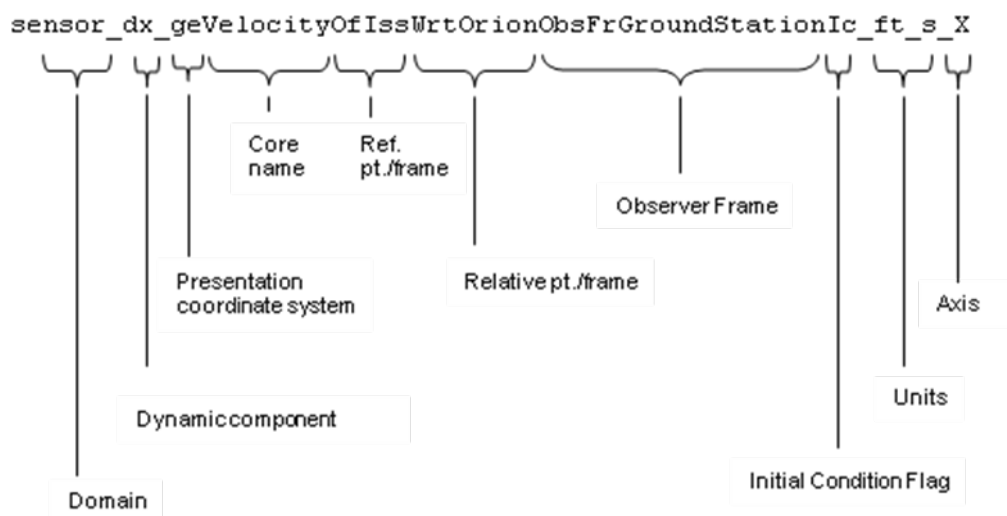 sensor_dx_geVelocityOfIssWrtOrionObsFrGroundStationIc_ft_s_X
Core
name
Ref.
pt./frame
Observer Frame
Presentation
coordinate system
Relative pt./frame
Axis
Units
Dynamic component
Initial Condition Flag
Domain